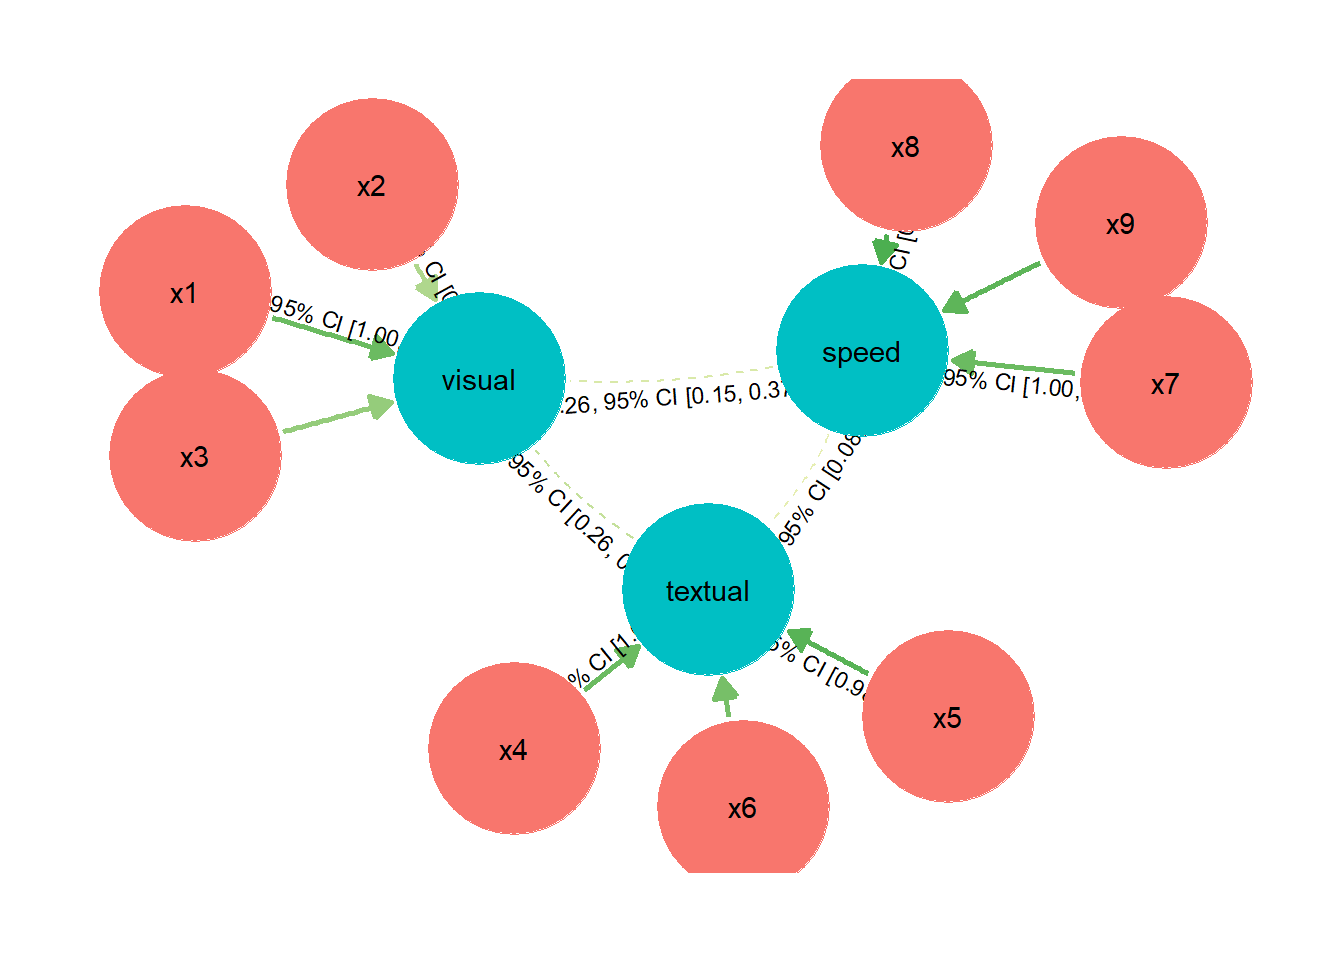 x8
x2
x9
CI [0
CI [0.
x1
95% CI [1.00,
speed
visual
x7
95% CI [1.00,
.26, 95% CI [0.15, 0.37
x3
95% CI [0.08
95% CI [0.26, 0
textual
% CI [1.
5% CI [0.9
x5
x4
x6